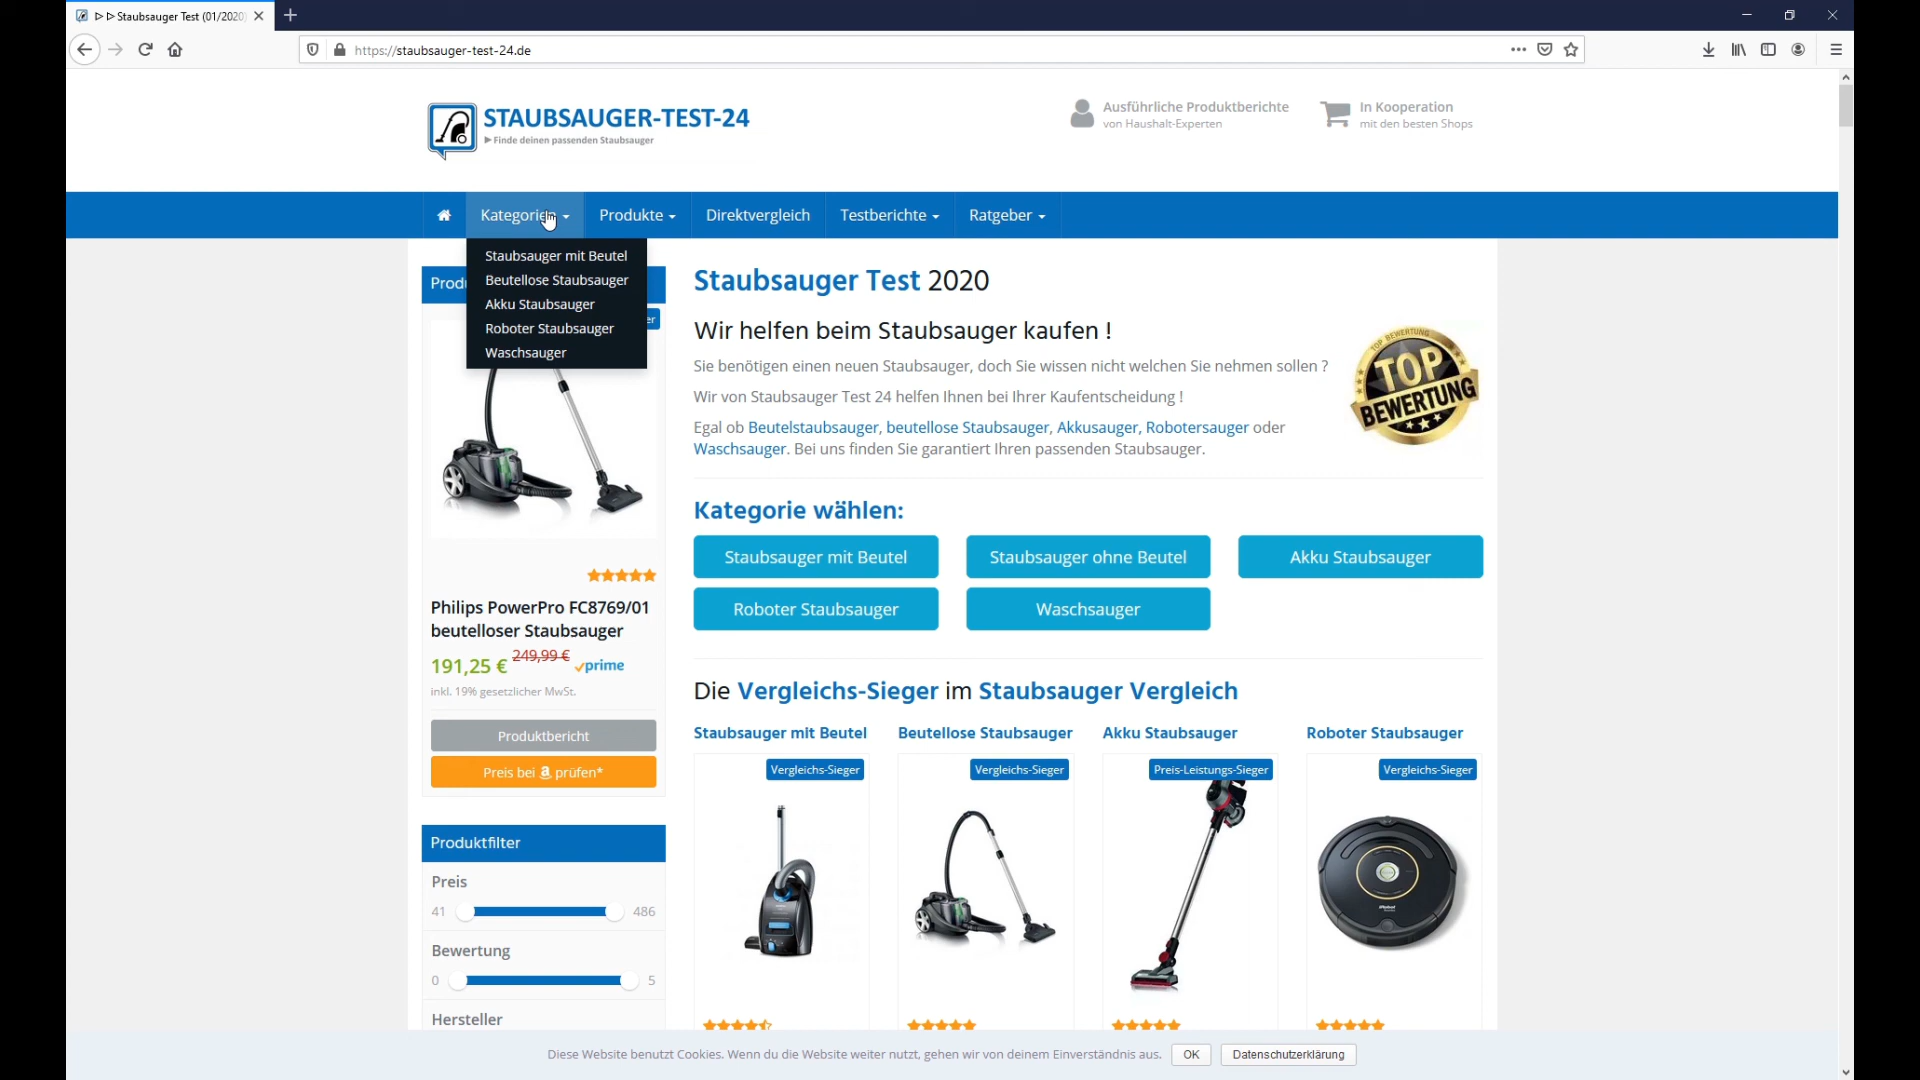 ▷ ▷ Staubsauger Test (01/2020)
https://staubsauger-test-24.de
STAUBSAUGER-TEST-24
Finde deinen passenden Staubsauger
Ausführliche Produktberichte
von Haushalt-Experten
In Kooperation
mit den besten Shops
Kategorien
Produkte
Direktvergleich
Testberichte
Ratgeber
Staubsauger mit Beutel
Beutellose Staubsauger
Akku Staubsauger
Roboter Staubsauger
Waschsauger
Philips PowerPro FC8769/01
beutelloser Staubsauger
191,25 € 249,99 € prime
inkl. 19% gesetzlicher MwSt.
Produktbericht
Preis bei a prüfen*
Produktfilter
Preis
41 486
Bewertung
0 5
Hersteller
Staubsauger Test 2020
Wir helfen beim Staubsauger kaufen !
Sie benötigen einen neuen Staubsauger, doch Sie wissen nicht welchen Sie nehmen sollen ?
Wir von Staubsauger Test 24 helfen Ihnen bei Ihrer Kaufentscheidung !
Egal ob Beutelstaubsauger, beutellose Staubsauger, Akkusauger, Robotersauger oder
Waschsauger. Bei uns finden Sie garantiert Ihren passenden Staubsauger.
TOP BEWERTUNG
TOP
BEWERTUNG
Kategorie wählen:
Staubsauger mit Beutel
Staubsauger ohne Beutel
Akku Staubsauger
Roboter Staubsauger
Waschsauger
Die Vergleichs-Sieger im Staubsauger Vergleich
Staubsauger mit Beutel
Beutellose Staubsauger
Akku Staubsauger
Roboter Staubsauger
Vergleichs-Sieger
Vergleichs-Sieger
Preis-Leistungs-Sieger
Vergleichs-Sieger
Diese Website benutzt Cookies. Wenn du die Website weiter nutzt, gehen wir von deinem Einverständnis aus.
OK
Datenschutzerklärung